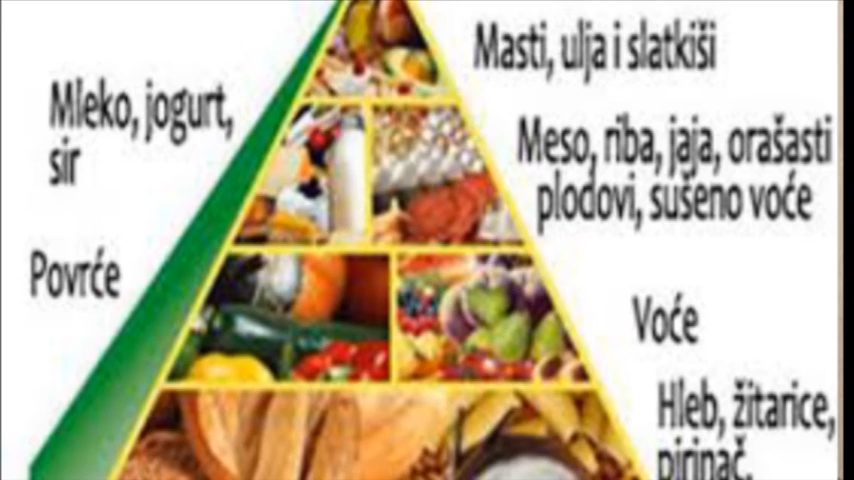 Masti, ulja i slatkiši
Mleko, jogurt,
sir
Meso, riba, jaja, orašasti
plodovi, sušeno voće
Povrće
Voće
Hleb, žitarice,
pirinač,